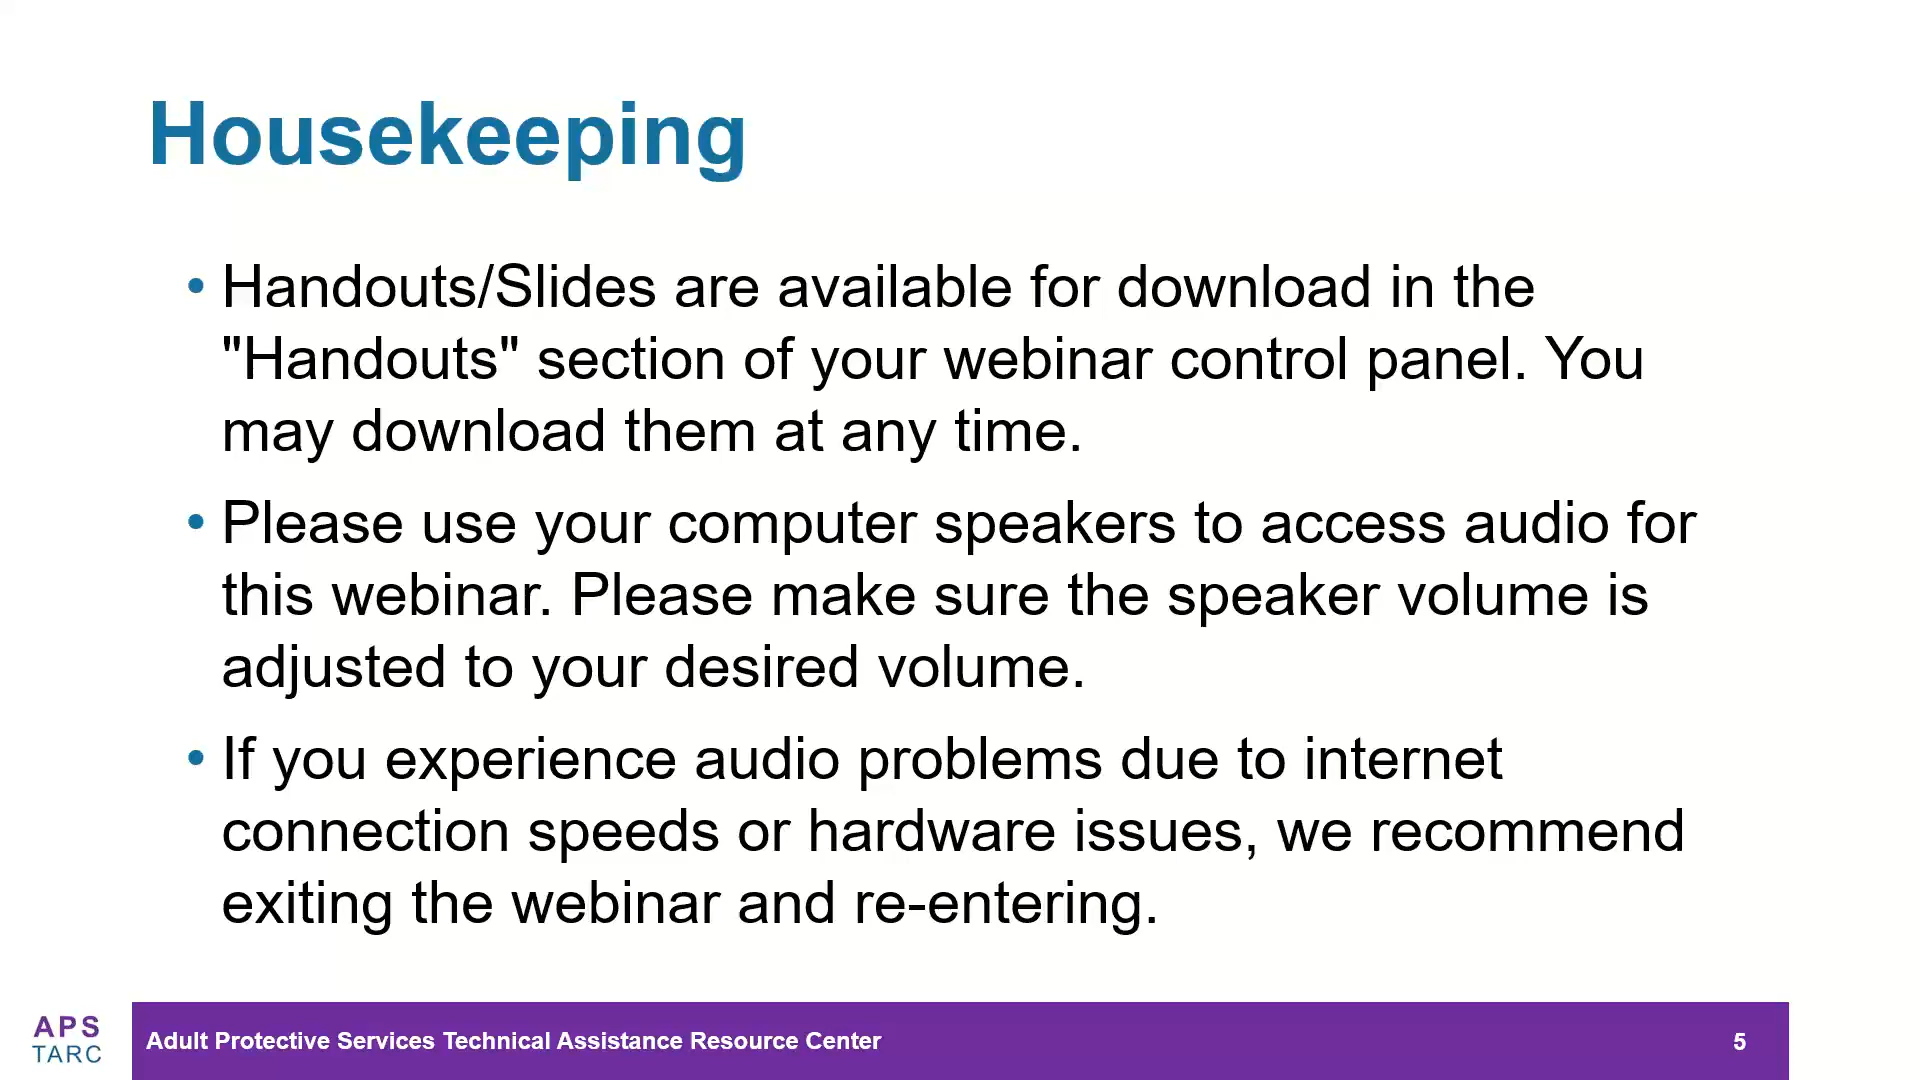 Housekeeping
• Handouts/Slides are available for download in the
"Handouts" section of your webinar control panel. You
may download them at any time.
• Please use your computer speakers to access audio for
this webinar. Please make sure the speaker volume is
adjusted to your desired volume.
• If you experience audio problems due to internet
connection speeds or hardware issues, we recommend
exiting the webinar and re-entering.
APS
TARC
Adult Protective Services Technical Assistance Resource Center
5